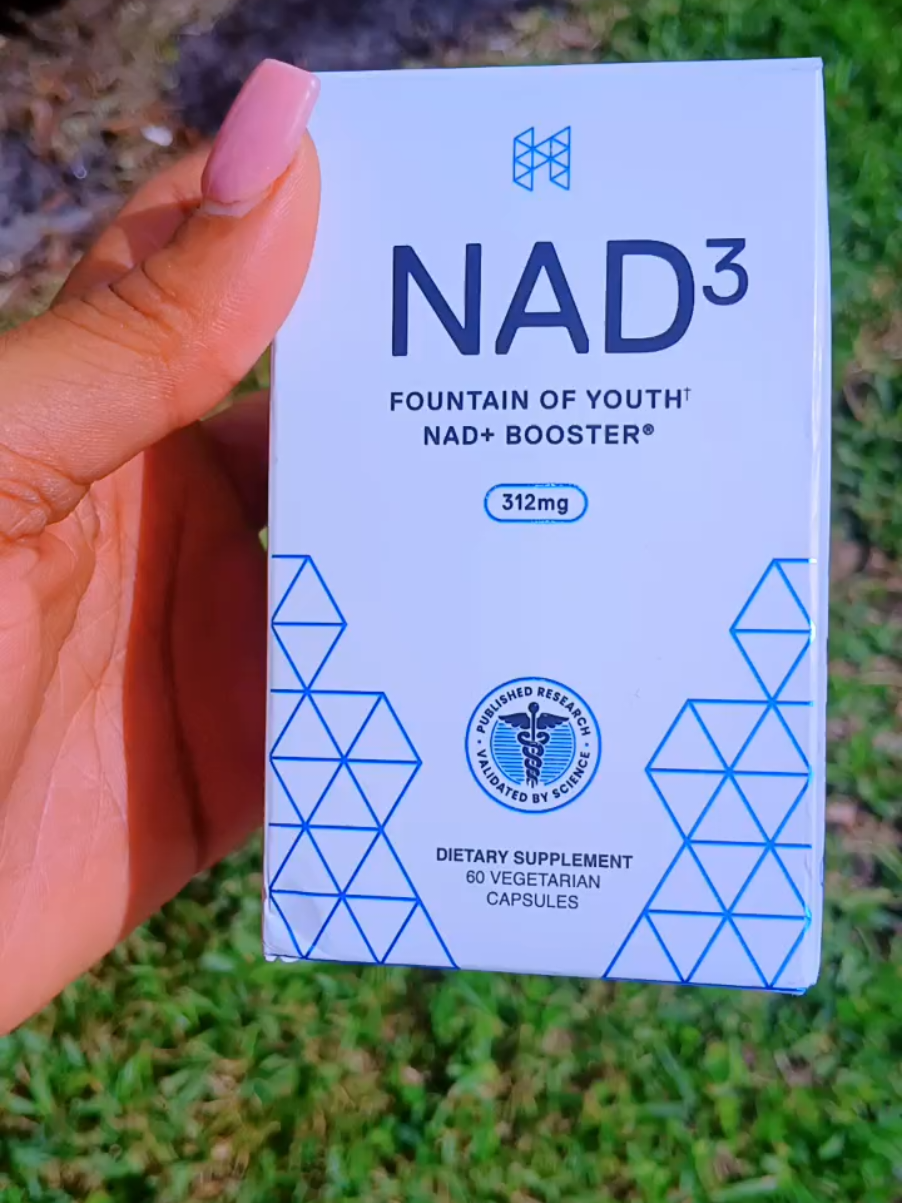 NAD³
FOUNTAIN OF YOUTH†
NAD+ BOOSTER®
312mg
PUBLISHED RESEARCH
VALIDATED BY SCIENCE
DIETARY SUPPLEMENT
60 VEGETARIAN
CAPSULES